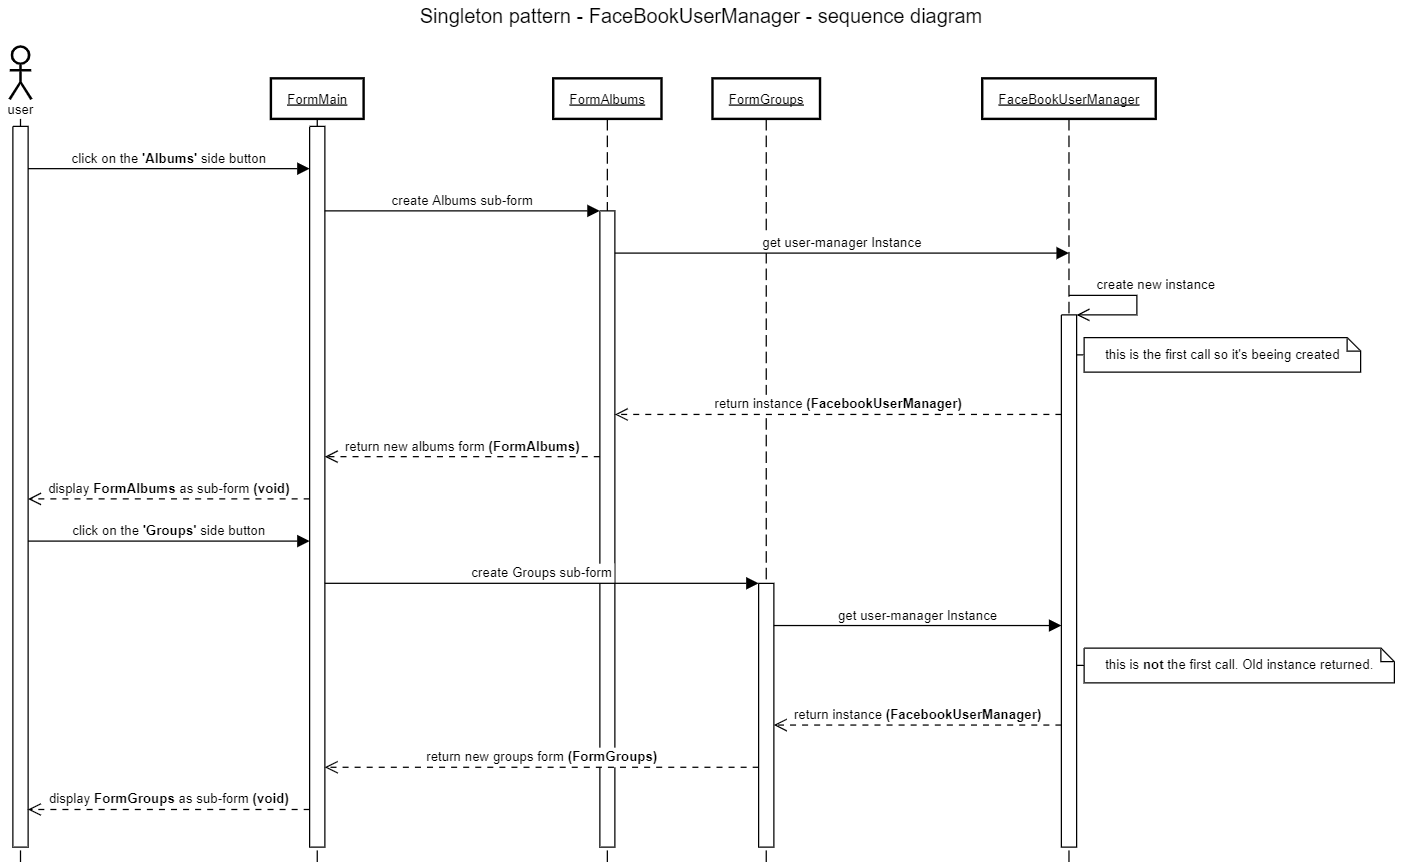 Singleton pattern - FaceBookUserManager - sequence diagram
user
FormMain
FormAlbums
FormGroups
FaceBookUserManager
click on the 'Albums' side button
create Albums sub-form
get user-manager Instance
create new instance
this is the first call so it's beeing created
return instance (FacebookUserManager)
return new albums form (FormAlbums)
display FormAlbums as sub-form (void)
click on the 'Groups' side button
create Groups sub-form
get user-manager Instance
this is not the first call. Old instance returned.
return instance (FacebookUserManager)
return new groups form (FormGroups)
display FormGroups as sub-form (void)